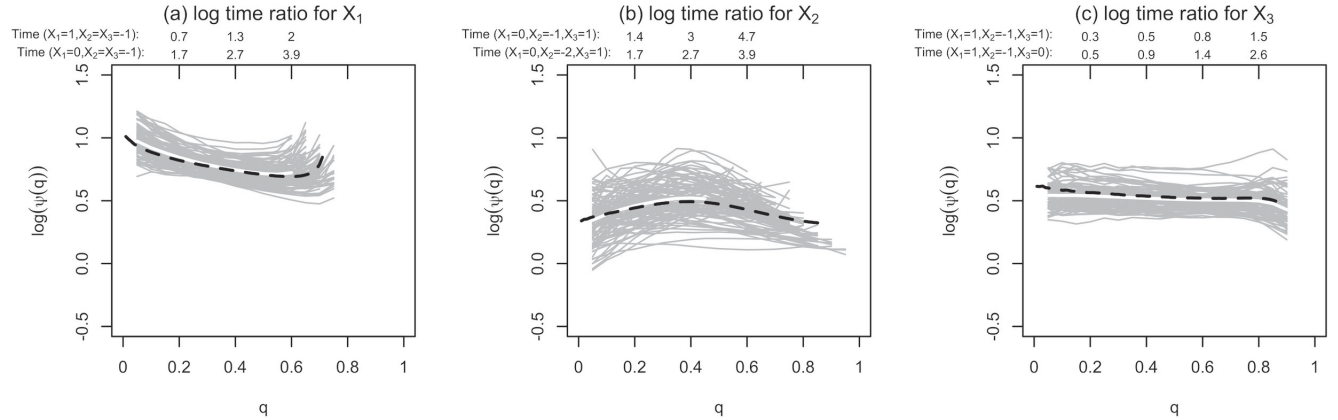 (a) log time ratio for X₁
Time (X₁=1,X₂=X₃=-1): 0.7 1.3 2
Time (X₁=0,X₂=X₃=-1): 1.7 2.7 3.9
1.5
1.0
0.5
0.0
-0.5
log(ψ(q))
0 0.2 0.4 0.6 0.8 1
q
(b) log time ratio for X₂
Time (X₁=0,X₂=-1,X₃=1): 1.4 3 4.7
Time (X₁=0,X₂=-2,X₃=1): 1.7 2.7 3.9
1.5
1.0
0.5
0.0
-0.5
log(ψ(q))
0 0.2 0.4 0.6 0.8 1
q
(c) log time ratio for X₃
Time (X₁=1,X₂=-1,X₃=1): 0.3 0.5 0.8 1.5
Time (X₁=1,X₂=-1,X₃=0): 0.5 0.9 1.4 2.6
1.5
1.0
0.5
0.0
-0.5
log(ψ(q))
0 0.2 0.4 0.6 0.8 1
q